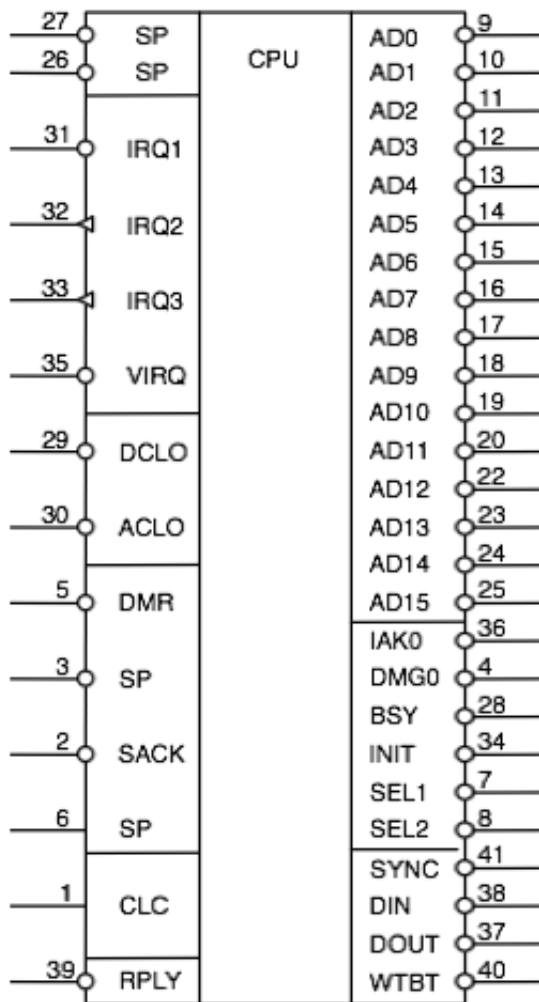 27 SP CPU AD0 9
26 SP AD1 10
AD2 11
31 IRQ1 AD3 12
AD4 13
32 IRQ2 AD5 14
AD6 15
33 IRQ3 AD7 16
AD8 17
35 VIRQ AD9 18
AD10 19
29 DCLO AD11 20
AD12 22
30 ACLO AD13 23
AD14 24
5 DMR AD15 25
IAK0 36
3 SP DMG0 4
BSY 28
2 SACK INIT 34
SEL1 7
6 SP SEL2 8
SYNC 41
1 CLC DIN 38
DOUT 37
39 RPLY WTBT 40